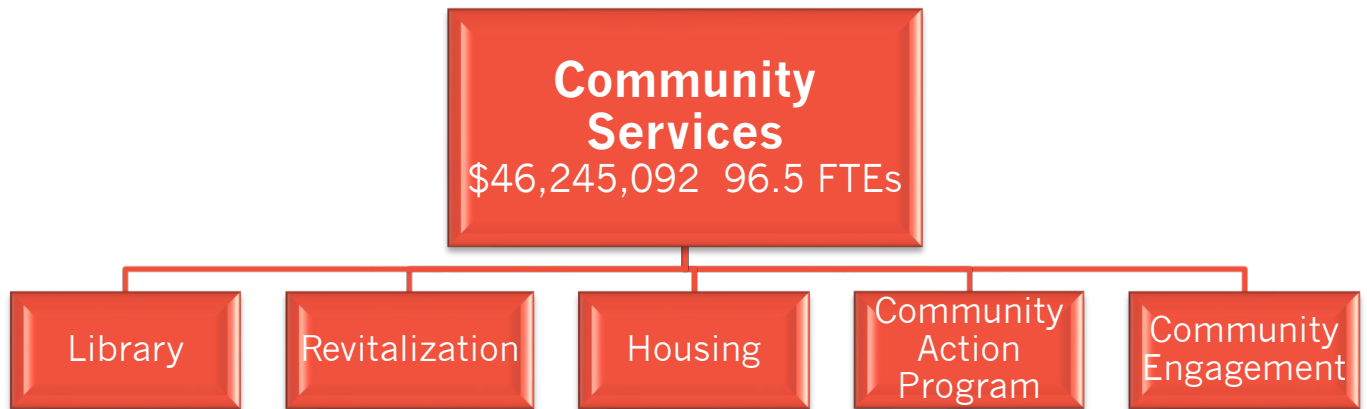 Community
Services
$46,245,092  96.5 FTEs
Library
Revitalization
Housing
Community
Action
Program
Community
Engagement